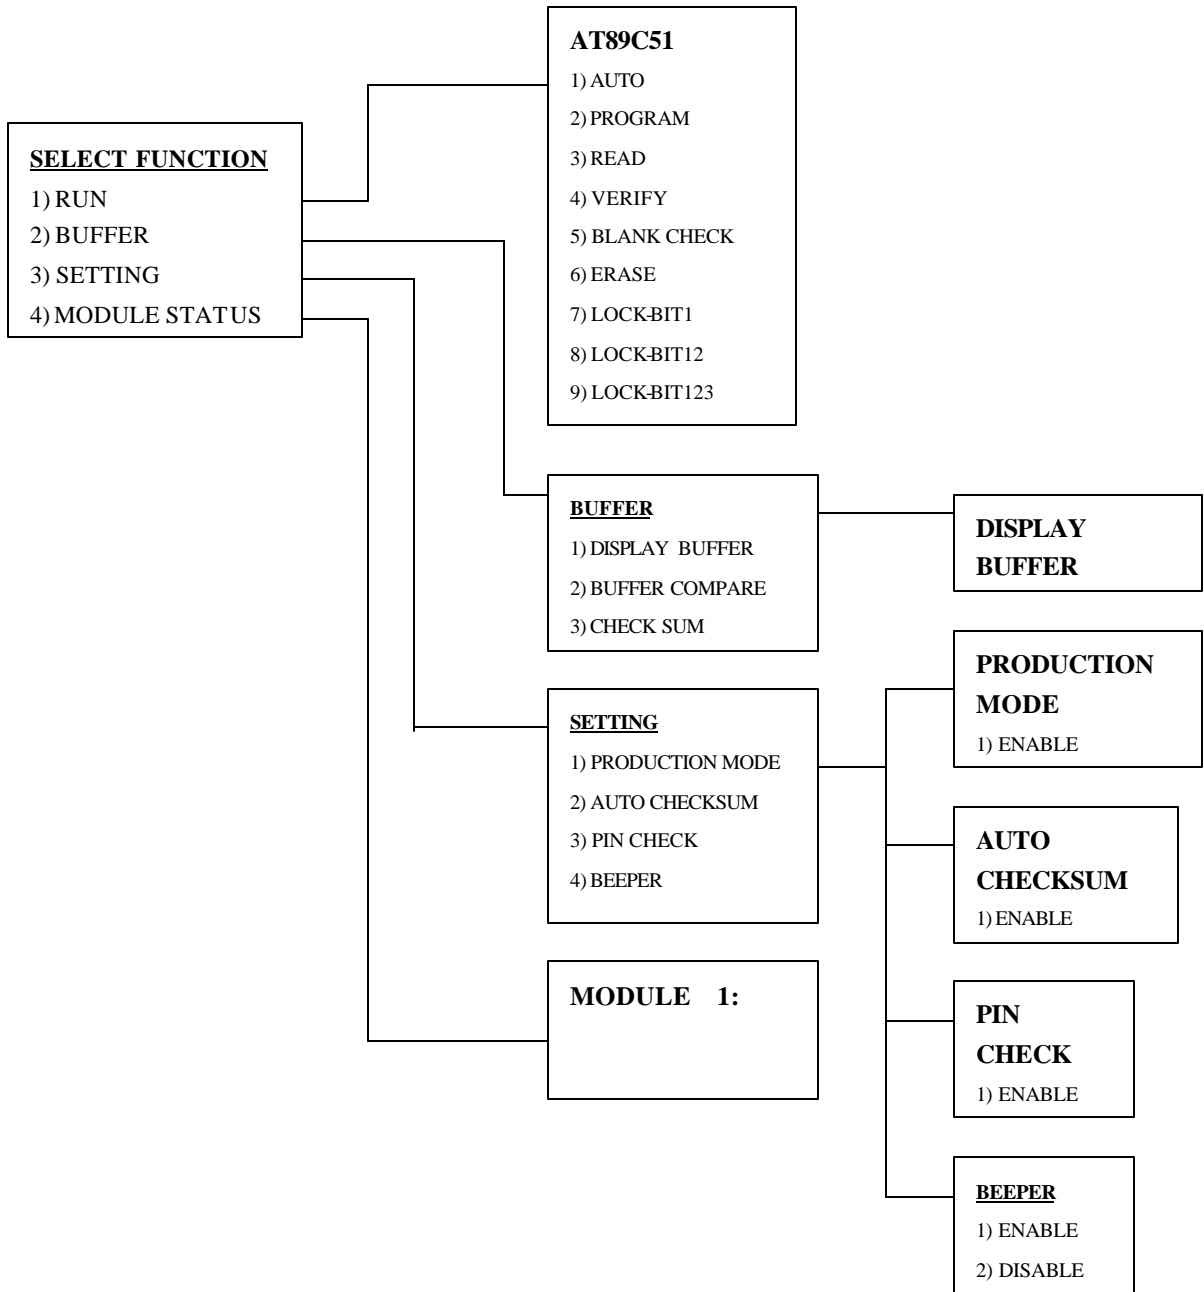 SELECT FUNCTION
1) RUN
2) BUFFER
3) SETTING
4) MODULE STATUS
AT89C51
1) AUTO
2) PROGRAM
3) READ
4) VERIFY
5) BLANK CHECK
6) ERASE
7) LOCK-BIT1
8) LOCK-BIT12
9) LOCK-BIT123
BUFFER
1) DISPLAY BUFFER
2) BUFFER COMPARE
3) CHECK SUM
DISPLAY
BUFFER
SETTING
1) PRODUCTION MODE
2) AUTO CHECKSUM
3) PIN CHECK
4) BEEPER
PRODUCTION
MODE
1) ENABLE
AUTO
CHECKSUM
1) ENABLE
PIN
CHECK
1) ENABLE
BEEPER
1) ENABLE
2) DISABLE
MODULE 1: